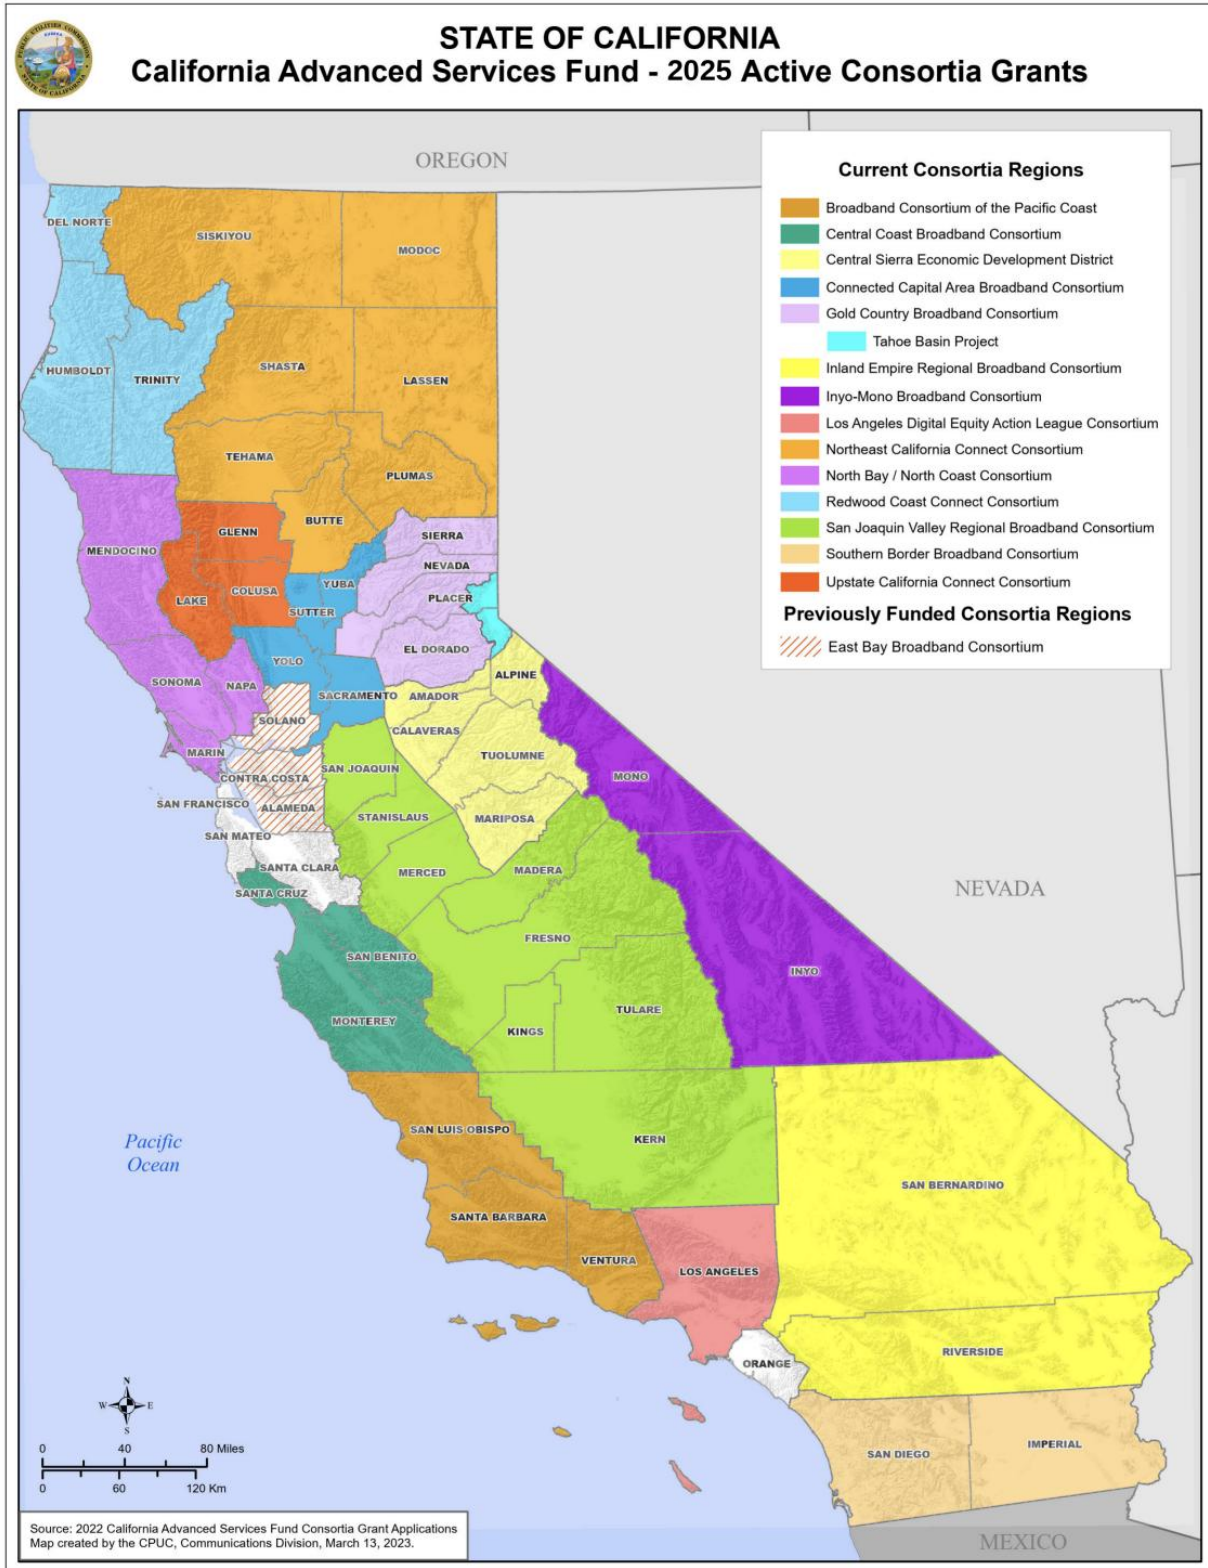 STATE OF CALIFORNIA
California Advanced Services Fund - 2025 Active Consortia Grants
OREGON
Current Consortia Regions
Broadband Consortium of the Pacific Coast
Central Coast Broadband Consortium
Central Sierra Economic Development District
Connected Capital Area Broadband Consortium
Gold Country Broadband Consortium
Tahoe Basin Project
Inland Empire Regional Broadband Consortium
Inyo-Mono Broadband Consortium
Los Angeles Digital Equity Action League Consortium
Northeast California Connect Consortium
North Bay / North Coast Consortium
Redwood Coast Connect Consortium
San Joaquin Valley Regional Broadband Consortium
Southern Border Broadband Consortium
Upstate California Connect Consortium
Previously Funded Consortia Regions
East Bay Broadband Consortium
DEL NORTE
SISKIYOU
MODOC
HUMBOLDT
TRINITY
SHASTA
LASSEN
TEHAMA
PLUMAS
BUTTE
GLENN
SIERRA
MENDOCINO
NEVADA
YUBA
COLUSA
LAKE
PLACER
SUTTER
EL DORADO
YOLO
ALPINE
SONOMA
NAPA
SACRAMENTO
AMADOR
SOLANO
CALAVERAS
MARIN
TUOLUMNE
SAN JOAQUIN
CONTRA COSTA
MONO
SAN FRANCISCO
ALAMEDA
STANISLAUS
MARIPOSA
SAN MATEO
SANTA CLARA
MERCED
MADERA
SANTA CRUZ
NEVADA
FRESNO
SAN BENITO
INYO
TULARE
MONTEREY
KINGS
SAN LUIS OBISPO
KERN
Pacific
Ocean
SAN BERNARDINO
SANTA BARBARA
VENTURA
LOS ANGELES
RIVERSIDE
ORANGE
IMPERIAL
SAN DIEGO
MEXICO
N
W E
S
0 40 80 Miles
0 60 120 Km
Source: 2022 California Advanced Services Fund Consortia Grant Applications
Map created by the CPUC, Communications Division, March 13, 2023.
PUBLIC UTILITIES COMMISSION
STATE OF CALIFORNIA